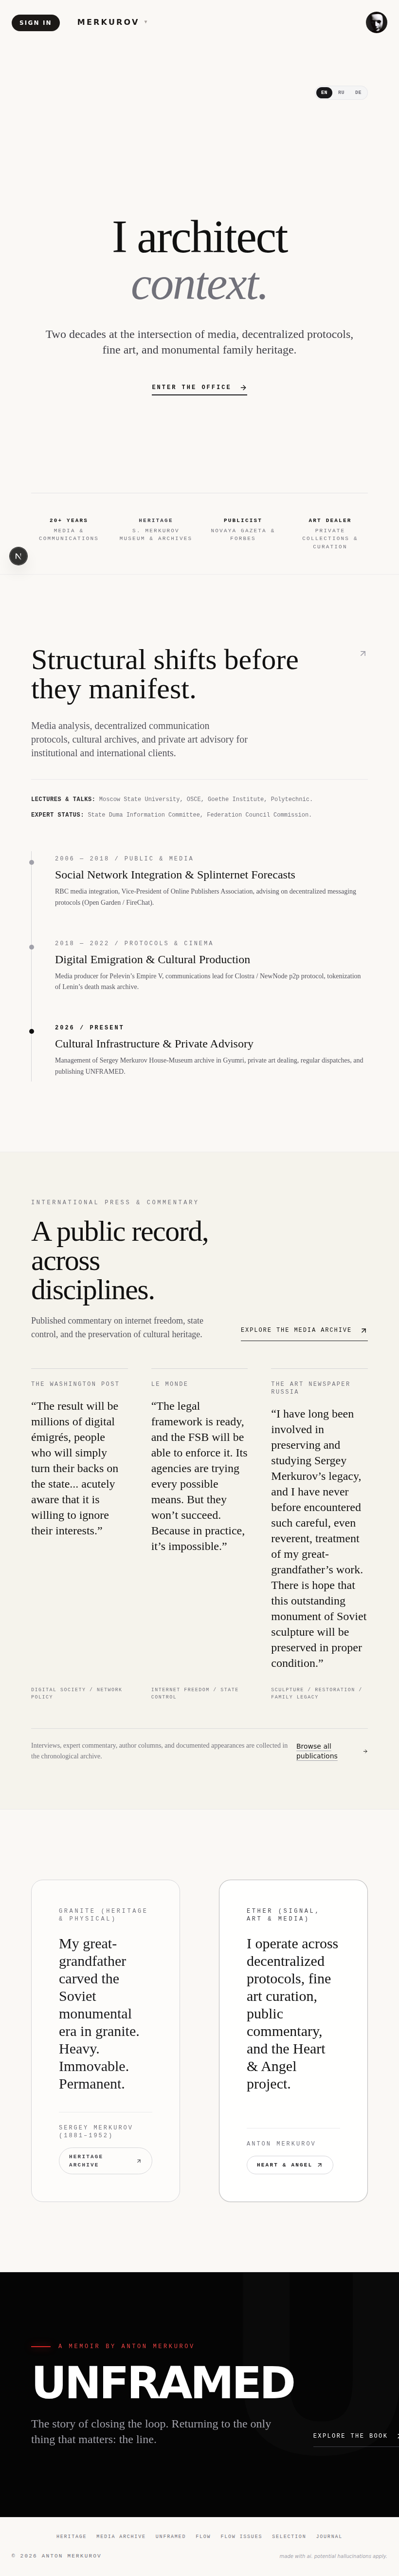 SIGN IN
MERKUROV
EN RU DE
I architect
context.
Two decades at the intersection of media, decentralized protocols,
fine art, and monumental family heritage.
ENTER THE OFFICE →
20+ YEARS
MEDIA &
COMMUNICATIONS
HERITAGE
S. MERKUROV
MUSEUM & ARCHIVES
PUBLICIST
NOVAYA GAZETA &
FORBES
ART DEALER
PRIVATE
COLLECTIONS &
CURATION
N
Structural shifts before
they manifest.
Media analysis, decentralized communication
protocols, cultural archives, and private art advisory for
institutional and international clients.
LECTURES & TALKS: Moscow State University, OSCE, Goethe Institute, Polytechnic.
EXPERT STATUS: State Duma Information Committee, Federation Council Commission.
2006 — 2018 / PUBLIC & MEDIA
Social Network Integration & Splinternet Forecasts
RBC media integration, Vice-President of Online Publishers Association, advising on decentralized messaging
protocols (Open Garden / FireChat).
2018 — 2022 / PROTOCOLS & CINEMA
Digital Emigration & Cultural Production
Media producer for Pelevin’s Empire V, communications lead for Clostra / NewNode p2p protocol, tokenization
of Lenin’s death mask archive.
2026 / PRESENT
Cultural Infrastructure & Private Advisory
Management of Sergey Merkurov House-Museum archive in Gyumri, private art dealing, regular dispatches, and
publishing UNFRAMED.
INTERNATIONAL PRESS & COMMENTARY
A public record,
across
disciplines.
Published commentary on internet freedom, state
control, and the preservation of cultural heritage.
EXPLORE THE MEDIA ARCHIVE ↗
THE WASHINGTON POST
“The result will be
millions of digital
émigrés, people
who will simply
turn their backs on
the state... acutely
aware that it is
willing to ignore
their interests.”
DIGITAL SOCIETY / NETWORK
POLICY
LE MONDE
“The legal
framework is ready,
and the FSB will be
able to enforce it. Its
agencies are trying
every possible
means. But they
won’t succeed.
Because in practice,
it’s impossible.”
INTERNET FREEDOM / STATE
CONTROL
THE ART NEWSPAPER
RUSSIA
“I have long been
involved in
preserving and
studying Sergey
Merkurov’s legacy,
and I have never
before encountered
such careful, even
reverent, treatment
of my great-
grandfather’s work.
There is hope that
this outstanding
monument of Soviet
sculpture will be
preserved in proper
condition.”
SCULPTURE / RESTORATION /
FAMILY LEGACY
Interviews, expert commentary, author columns, and documented appearances are collected in
the chronological archive.
Browse all
publications →
GRANITE (HERITAGE
& PHYSICAL)
My great-
grandfather
carved the
Soviet
monumental
era in granite.
Heavy.
Immovable.
Permanent.
SERGEY MERKUROV
(1881–1952)
HERITAGE
ARCHIVE ↗
ETHER (SIGNAL,
ART & MEDIA)
I operate across
decentralized
protocols, fine
art curation,
public
commentary,
and the Heart
& Angel
project.
ANTON MERKUROV
HEART & ANGEL ↗
A MEMOIR BY ANTON MERKUROV
UNFRAMED
The story of closing the loop. Returning to the only
thing that matters: the line.
EXPLORE THE BOOK
U
HERITAGE MEDIA ARCHIVE UNFRAMED FLOW FLOW ISSUES SELECTION JOURNAL
© 2026 ANTON MERKUROV
made with ai. potential hallucinations apply.